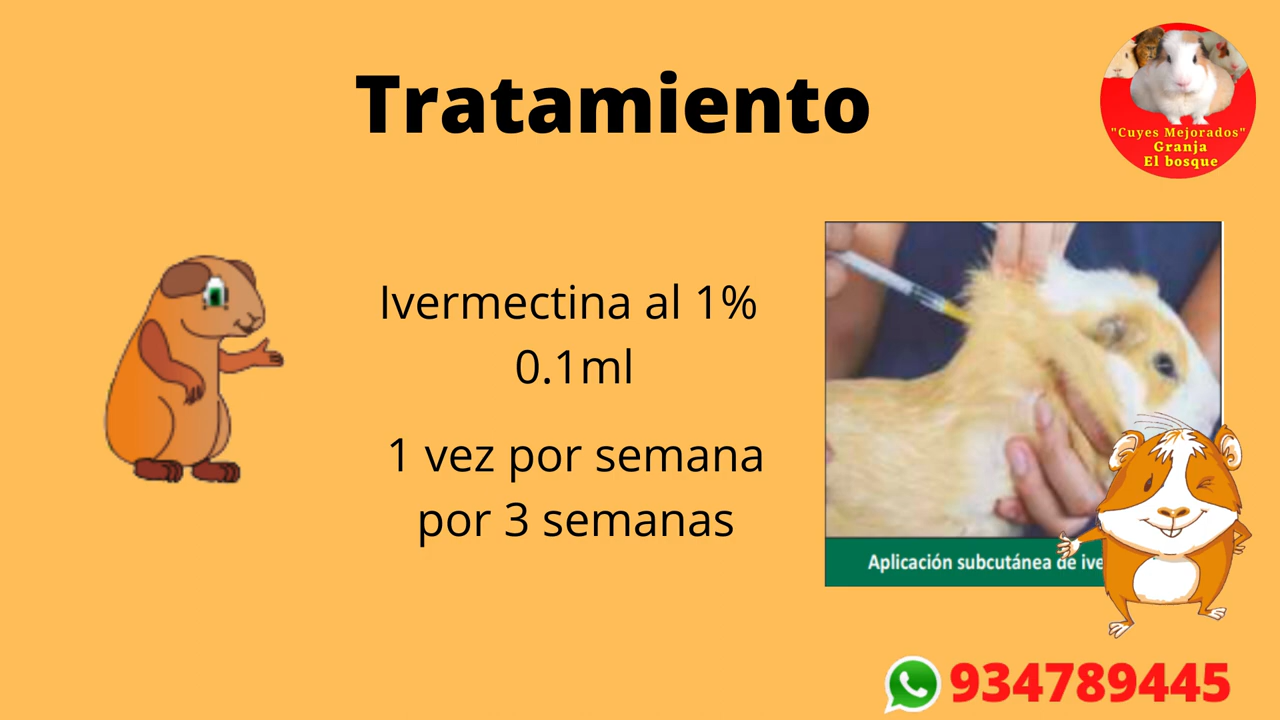 Tratamiento
"Cuyes Mejorados"
Granja
El bosque
Ivermectina al 1%
0.1ml
1 vez por semana
por 3 semanas
Aplicación subcutánea de
934789445